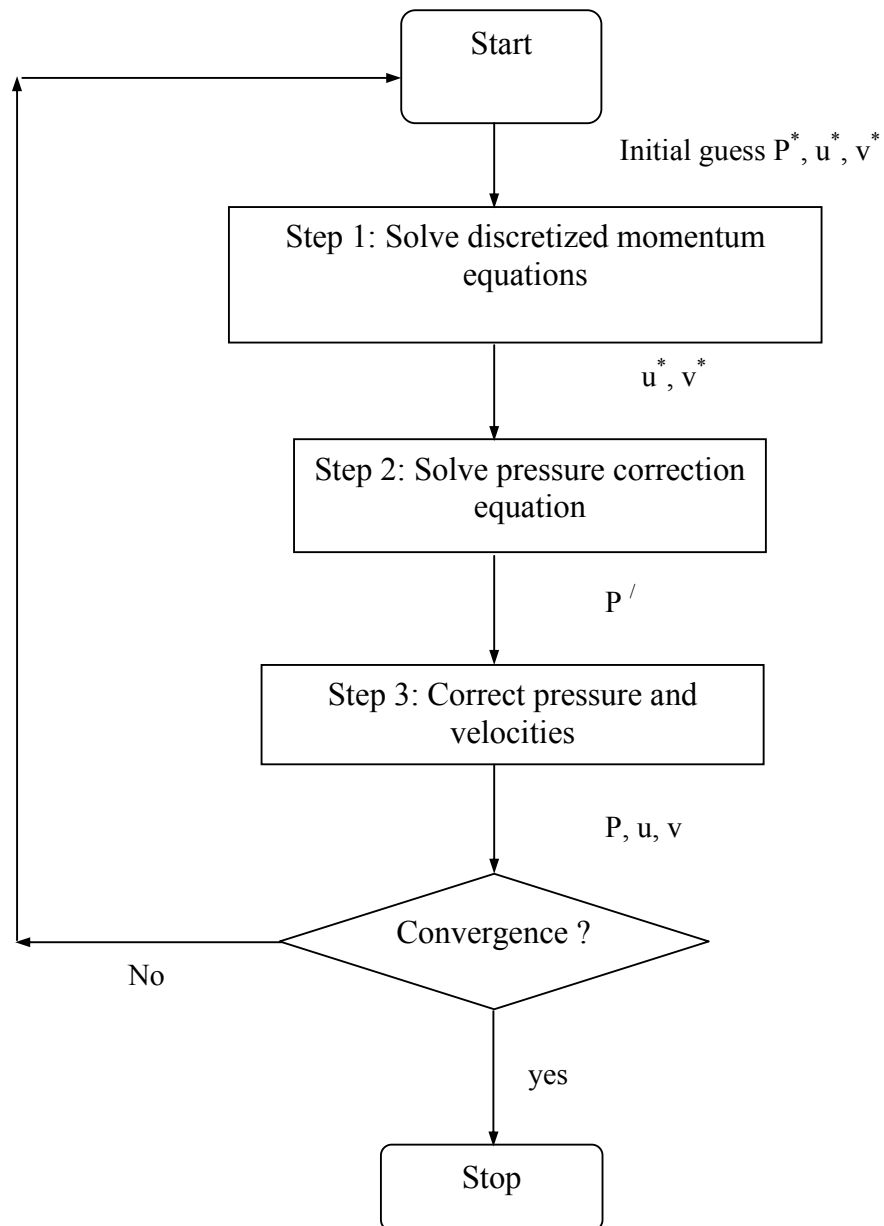 Start
Initial guess P*, u*, v*
Step 1: Solve discretized momentum
equations
u*, v*
Step 2: Solve pressure correction
equation
P /
Step 3: Correct pressure and
velocities
P, u, v
Convergence ?
No
yes
Stop